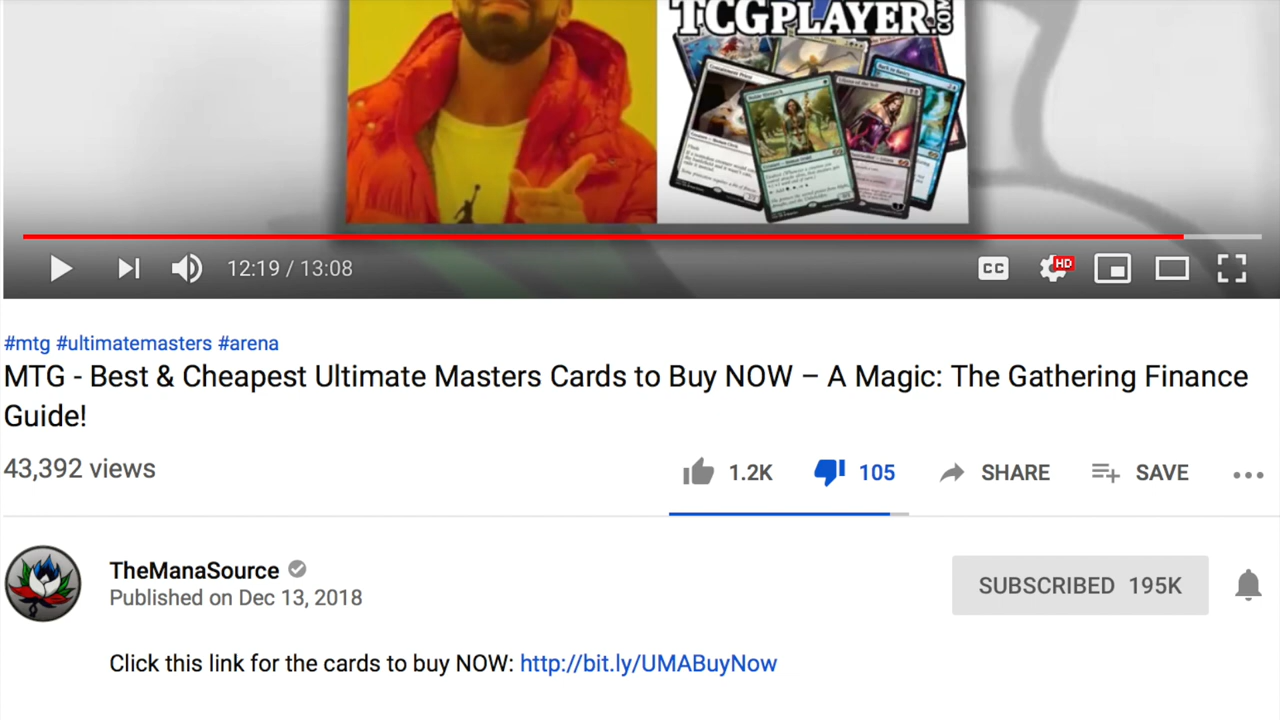 TCGPLAYER.COM
12:19 / 13:08
CC
HD
#mtg #ultimatemasters #arena
MTG - Best & Cheapest Ultimate Masters Cards to Buy NOW – A Magic: The Gathering Finance
Guide!
43,392 views
1.2K
105
SHARE
SAVE
TheManaSource
SUBSCRIBED 195K
Published on Dec 13, 2018
Click this link for the cards to buy NOW: http://bit.ly/UMABuyNow